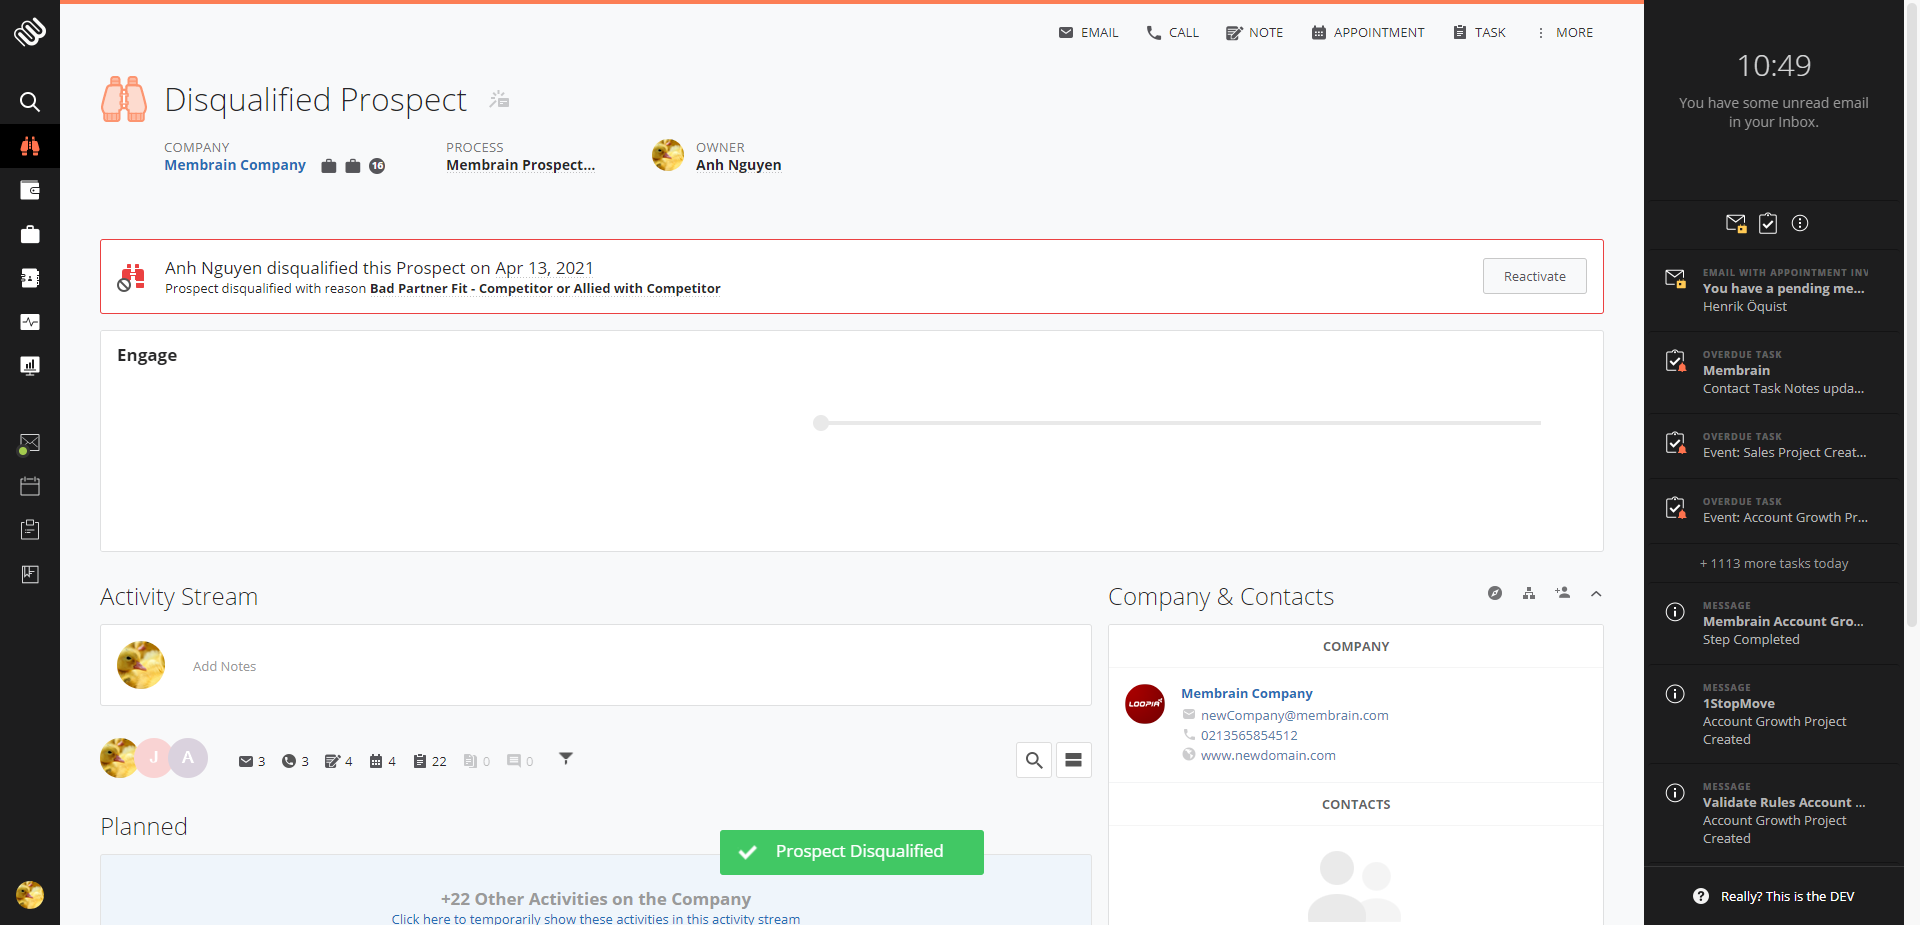 EMAIL
CALL
NOTE
APPOINTMENT
TASK
MORE
Disqualified Prospect
COMPANY
Membrain Company
16
PROCESS
Membrain Prospect...
OWNER
Anh Nguyen
Anh Nguyen disqualified this Prospect on Apr 13, 2021
Prospect disqualified with reason Bad Partner Fit - Competitor or Allied with Competitor
Reactivate
Engage
Activity Stream
Add Notes
J
A
3
3
4
4
22
0
0
Planned
+22 Other Activities on the Company
Click here to temporarily show these activities in this activity stream
Prospect Disqualified
Company & Contacts
COMPANY
LOOPIA
Membrain Company
newCompany@membrain.com
0213565854512
www.newdomain.com
CONTACTS
10:49
You have some unread email
in your Inbox.
EMAIL WITH APPOINTMENT INV
You have a pending me...
Henrik Öquist
OVERDUE TASK
Membrain
Contact Task Notes upda...
OVERDUE TASK
Event: Sales Project Creat...
OVERDUE TASK
Event: Account Growth Pr...
+ 1113 more tasks today
MESSAGE
Membrain Account Gro...
Step Completed
MESSAGE
1StopMove
Account Growth Project
Created
MESSAGE
Validate Rules Account ...
Account Growth Project
Created
Really? This is the DEV